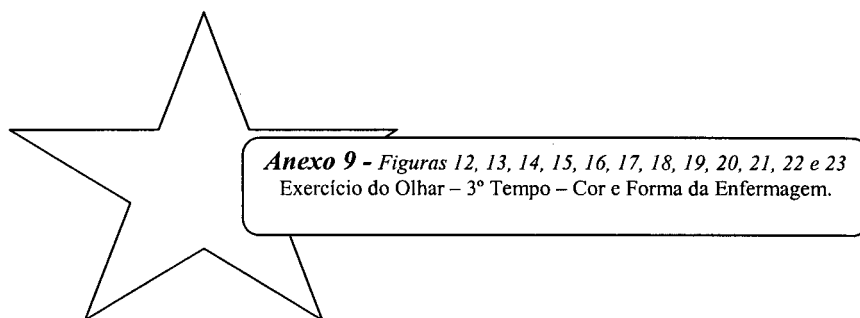 Anexo 9 - Figuras 12, 13, 14, 15, 16, 17, 18, 19, 20, 21, 22 e 23
Exercício do Olhar – 3º Tempo – Cor e Forma da Enfermagem.